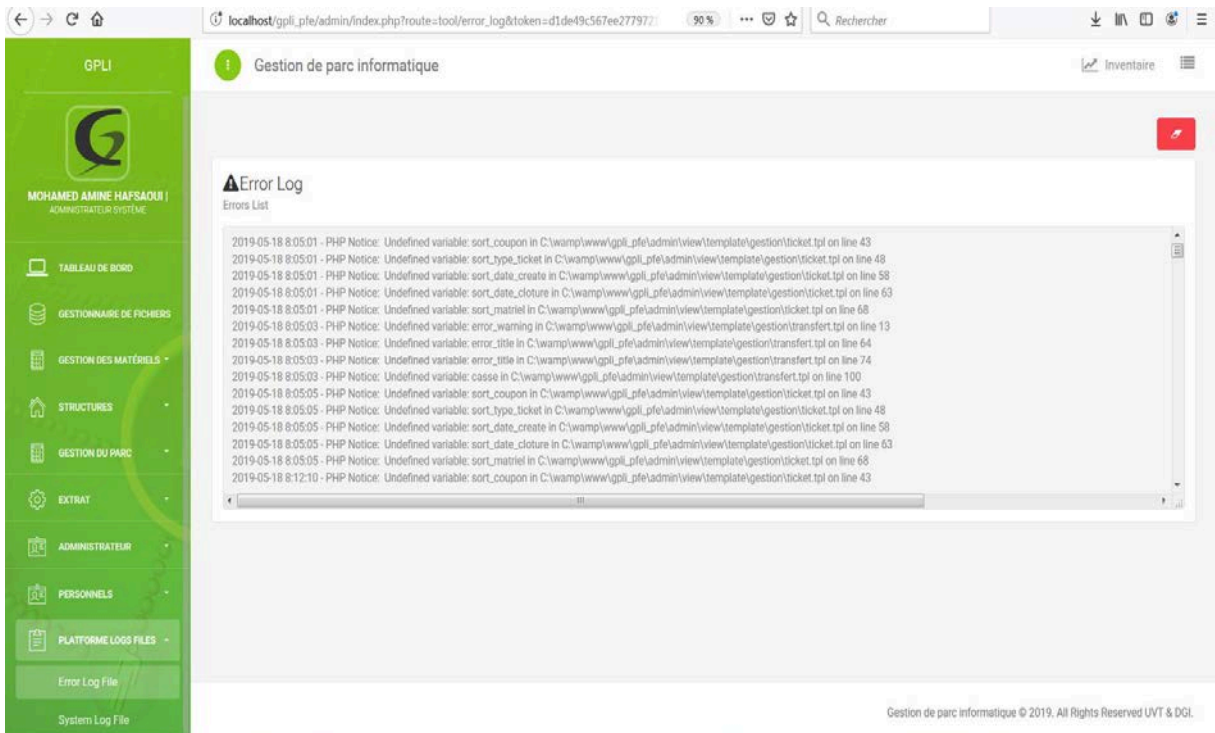 localhost/gpli_pfe/admin/index.php?route=tool/error_log&token=d1de49c567ee277972
90 %
Rechercher
GPLI
Gestion de parc informatique
Inventaire
MOHAMED AMINE HAFSAOUI |
ADMINISTRATEUR SYSTÈME
TABLEAU DE BORD
GESTIONNAIRE DE FICHIERS
GESTION DES MATÉRIELS
STRUCTURES
GESTION DU PARC
EXTRAT
ADMINISTRATEUR
PERSONNELS
PLATFORME LOGS FILES
Error Log File
System Log File
Error Log
Errors List
2019-05-18 8:05:01 - PHP Notice: Undefined variable: sort_coupon in C:\wamp\www\gpli_pfe\admin\view\template\gestion\ticket.tpl on line 43
2019-05-18 8:05:01 - PHP Notice: Undefined variable: sort_type_ticket in C:\wamp\www\gpli_pfe\admin\view\template\gestion\ticket.tpl on line 48
2019-05-18 8:05:01 - PHP Notice: Undefined variable: sort_date_create in C:\wamp\www\gpli_pfe\admin\view\template\gestion\ticket.tpl on line 58
2019-05-18 8:05:01 - PHP Notice: Undefined variable: sort_date_cloture in C:\wamp\www\gpli_pfe\admin\view\template\gestion\ticket.tpl on line 63
2019-05-18 8:05:01 - PHP Notice: Undefined variable: sort_matriel in C:\wamp\www\gpli_pfe\admin\view\template\gestion\ticket.tpl on line 68
2019-05-18 8:05:03 - PHP Notice: Undefined variable: error_warning in C:\wamp\www\gpli_pfe\admin\view\template\gestion\transfert.tpl on line 13
2019-05-18 8:05:03 - PHP Notice: Undefined variable: error_title in C:\wamp\www\gpli_pfe\admin\view\template\gestion\transfert.tpl on line 64
2019-05-18 8:05:03 - PHP Notice: Undefined variable: error_title in C:\wamp\www\gpli_pfe\admin\view\template\gestion\transfert.tpl on line 74
2019-05-18 8:05:03 - PHP Notice: Undefined variable: casse in C:\wamp\www\gpli_pfe\admin\view\template\gestion\transfert.tpl on line 100
2019-05-18 8:05:05 - PHP Notice: Undefined variable: sort_coupon in C:\wamp\www\gpli_pfe\admin\view\template\gestion\ticket.tpl on line 43
2019-05-18 8:05:05 - PHP Notice: Undefined variable: sort_type_ticket in C:\wamp\www\gpli_pfe\admin\view\template\gestion\ticket.tpl on line 48
2019-05-18 8:05:05 - PHP Notice: Undefined variable: sort_date_create in C:\wamp\www\gpli_pfe\admin\view\template\gestion\ticket.tpl on line 58
2019-05-18 8:05:05 - PHP Notice: Undefined variable: sort_date_cloture in C:\wamp\www\gpli_pfe\admin\view\template\gestion\ticket.tpl on line 63
2019-05-18 8:05:05 - PHP Notice: Undefined variable: sort_matriel in C:\wamp\www\gpli_pfe\admin\view\template\gestion\ticket.tpl on line 68
2019-05-18 8:12:10 - PHP Notice: Undefined variable: sort_coupon in C:\wamp\www\gpli_pfe\admin\view\template\gestion\ticket.tpl on line 43
Gestion de parc informatique © 2019. All Rights Reserved UVT & DGI.